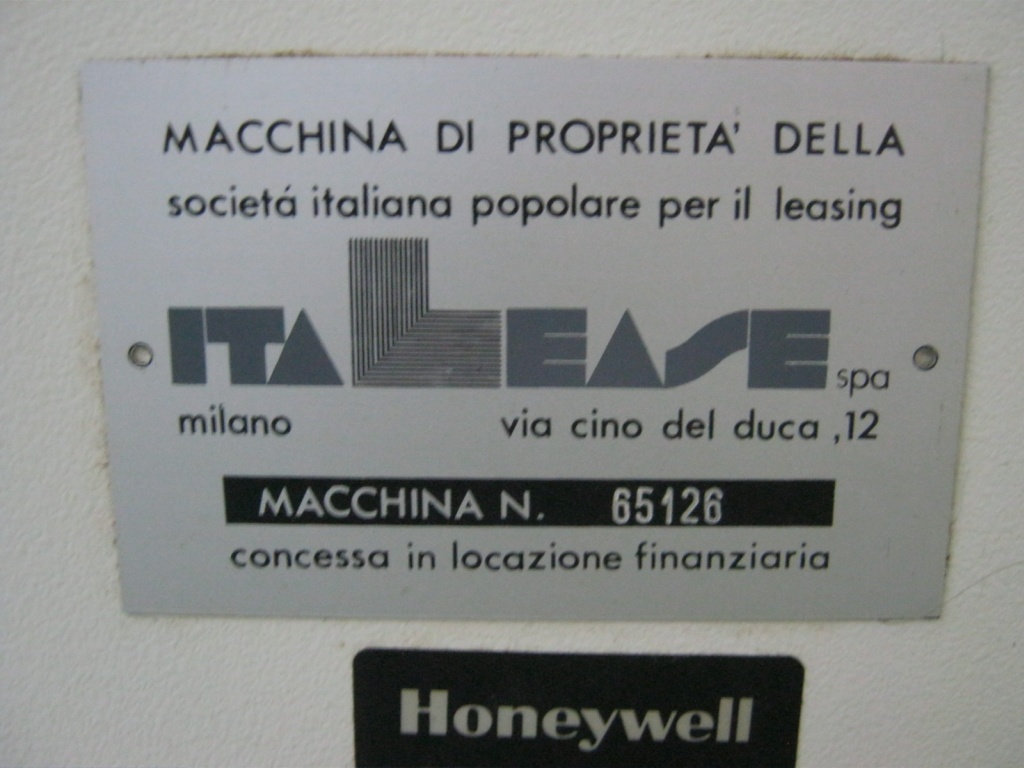 MACCHINA DI PROPRIETA' DELLA
societá italiana popolare per il leasing
ITALEASE spa
milano via cino del duca ,12
MACCHINA N. 65126
concessa in locazione finanziaria
Honeywell